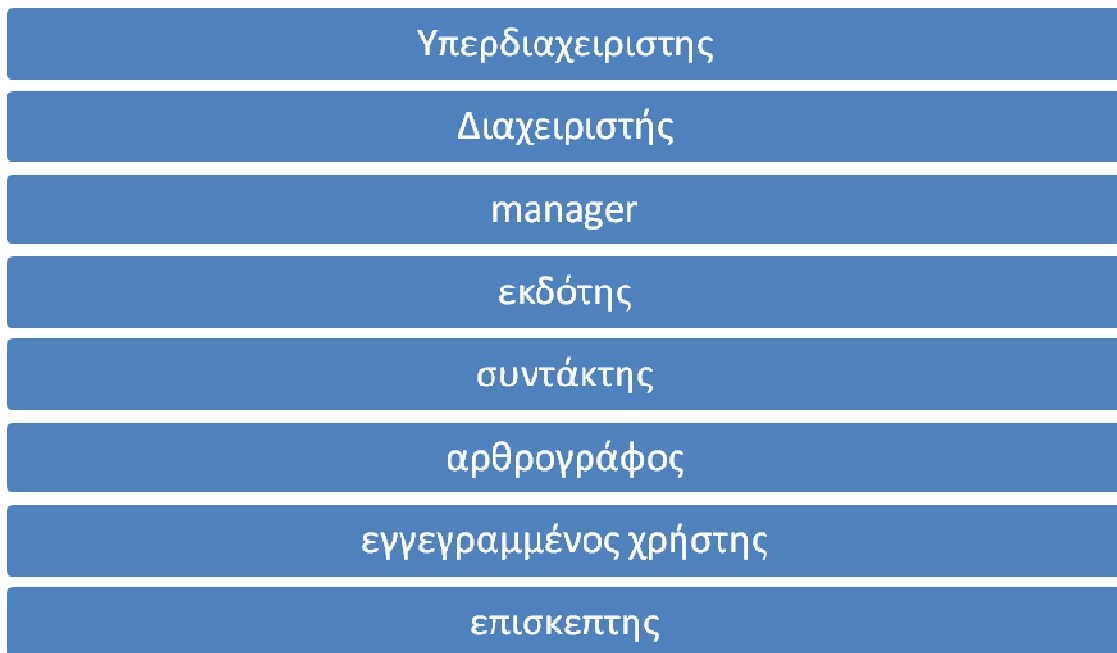 Υπερδιαχειριστης
Διαχειριστής
manager
εκδότης
συντάκτης
αρθρογράφος
εγγεγραμμένος χρήστης
επισκεπτης